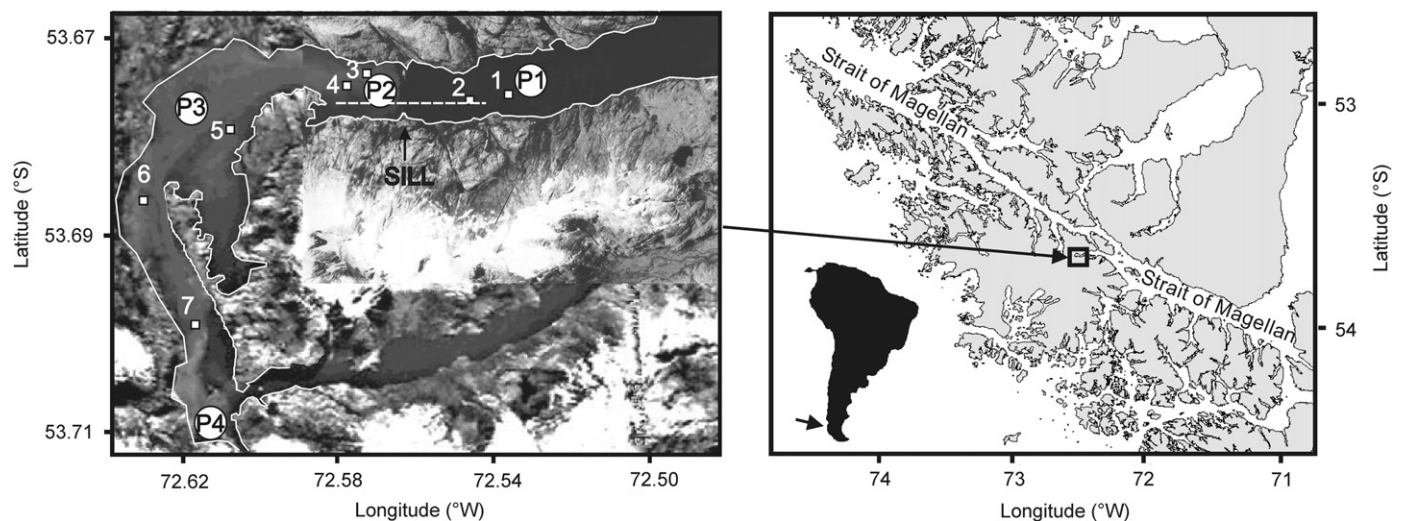 53.67
53.69
53.71
Latitude (°S)
72.62
72.58
72.54
72.50
Longitude (°W)
P1
P2
P3
P4
1
2
3
4
5
6
7
SILL
Strait of Magellan
Strait of Magellan
53
54
Latitude (°S)
74
73
72
71
Longitude (°W)